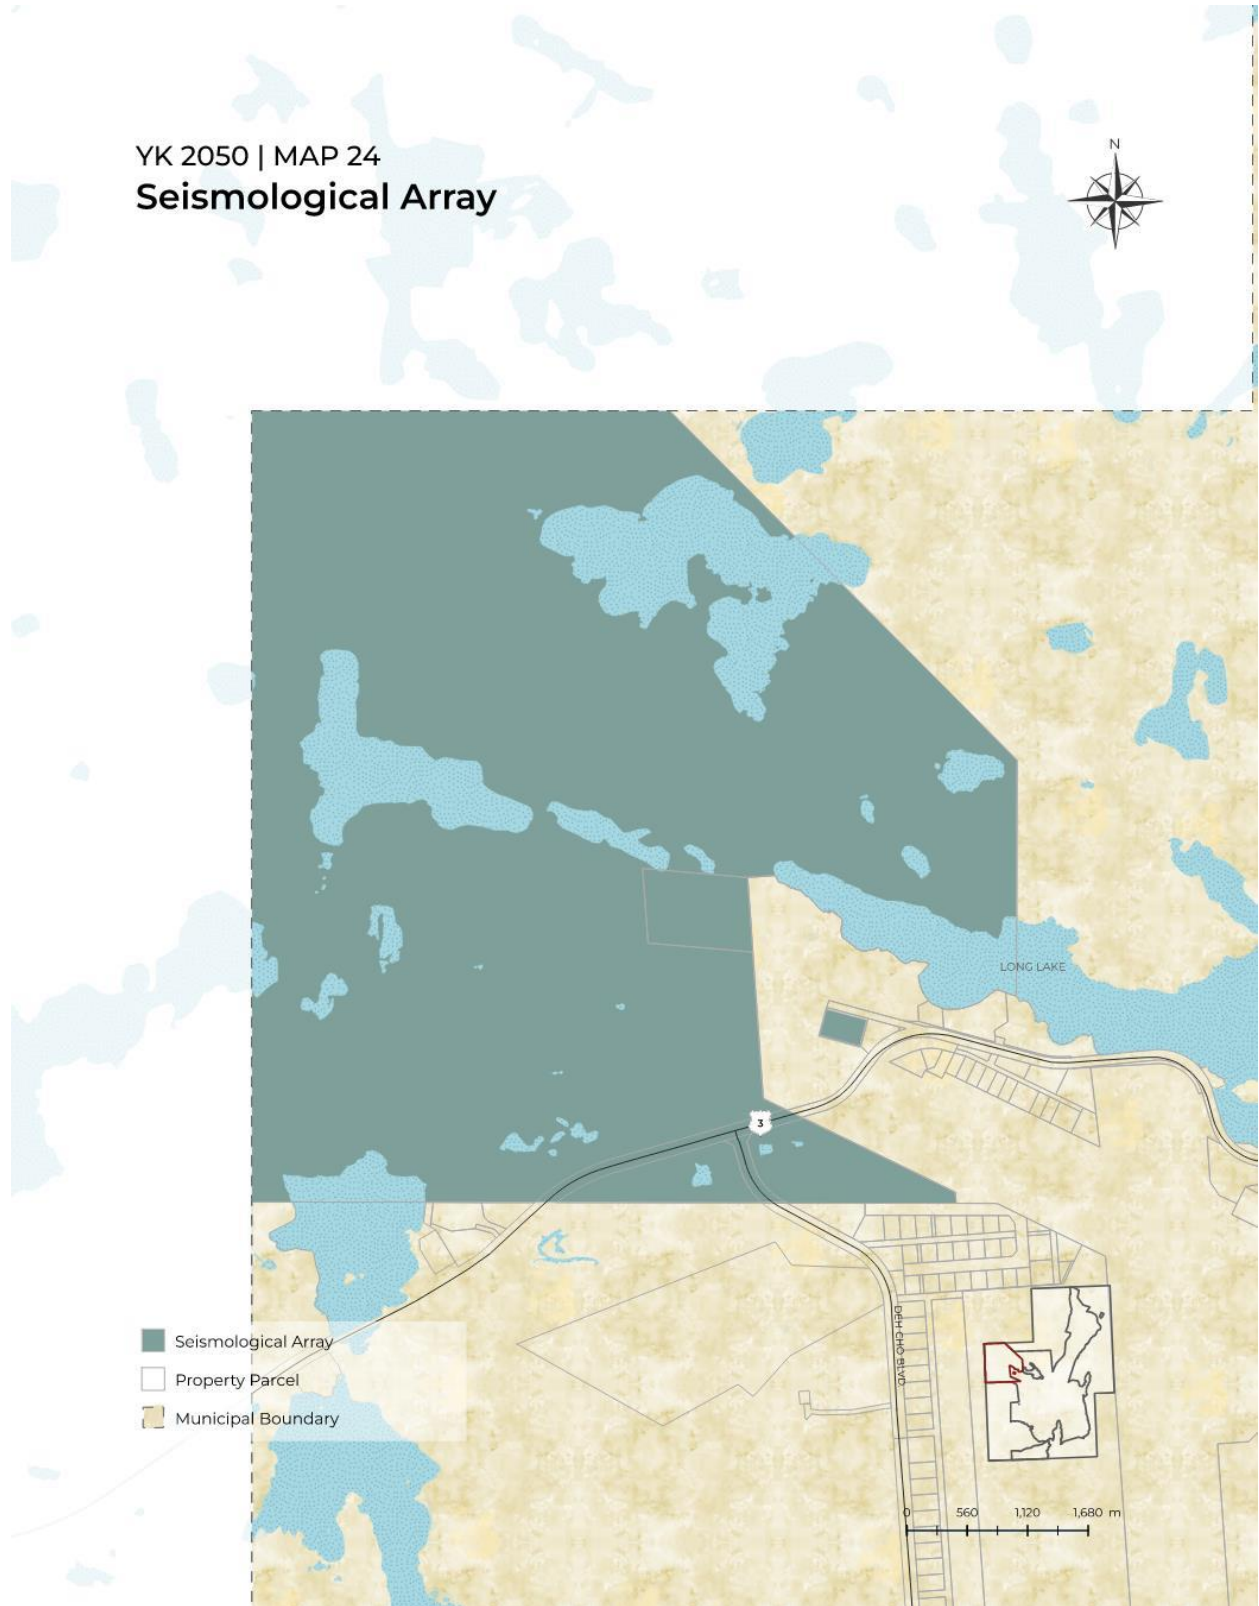 YK 2050 | MAP 24
Seismological Array
N
LONG LAKE
3
DEH CHO BLVD
Seismological Array
Property Parcel
Municipal Boundary
0 560 1,120 1,680 m